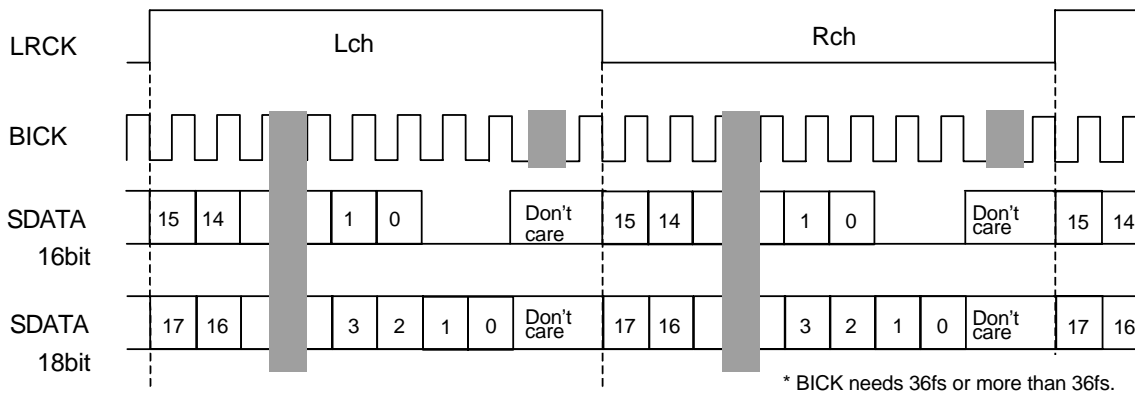 LRCK Lch Rch
BICK
SDATA 15 14 1 0 Don't care 15 14 1 0 Don't care 15 14
16bit
SDATA 17 16 3 2 1 0 Don't care 17 16 3 2 1 0 Don't care 17 16
18bit
* BICK needs 36fs or more than 36fs.